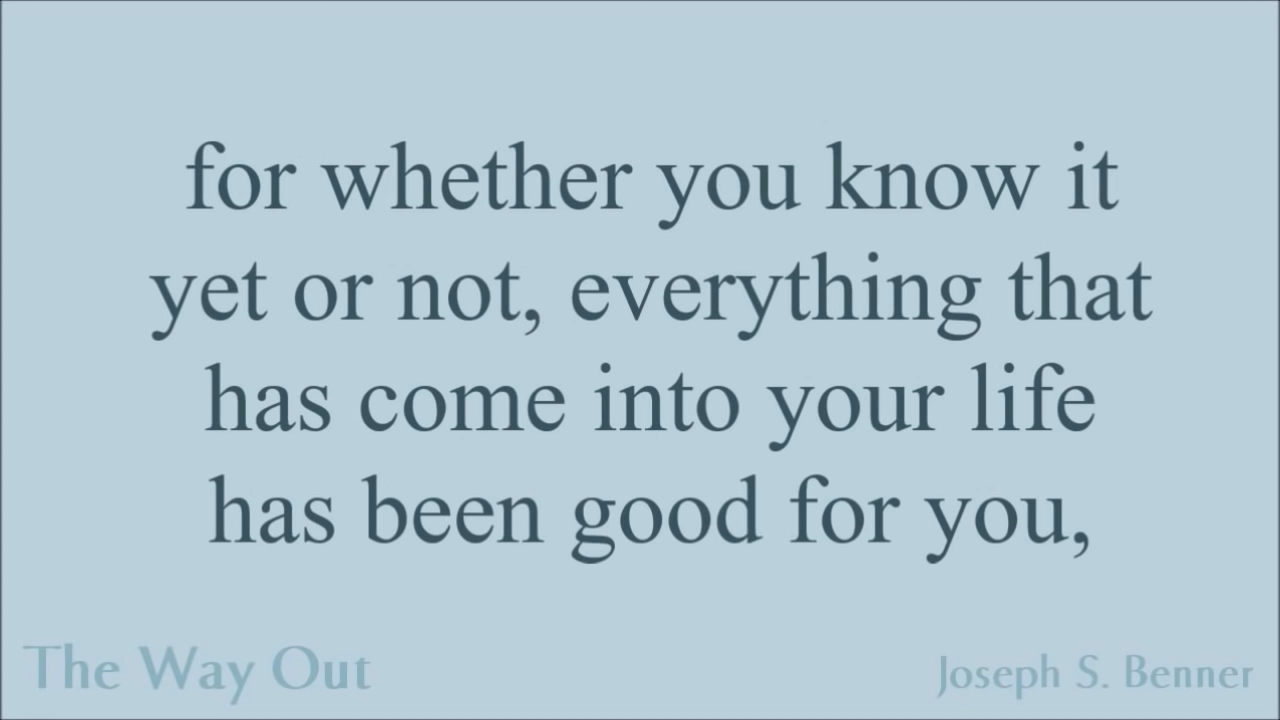 for whether you know it
yet or not, everything that
has come into your life
has been good for you,
The Way Out
Joseph S. Benner